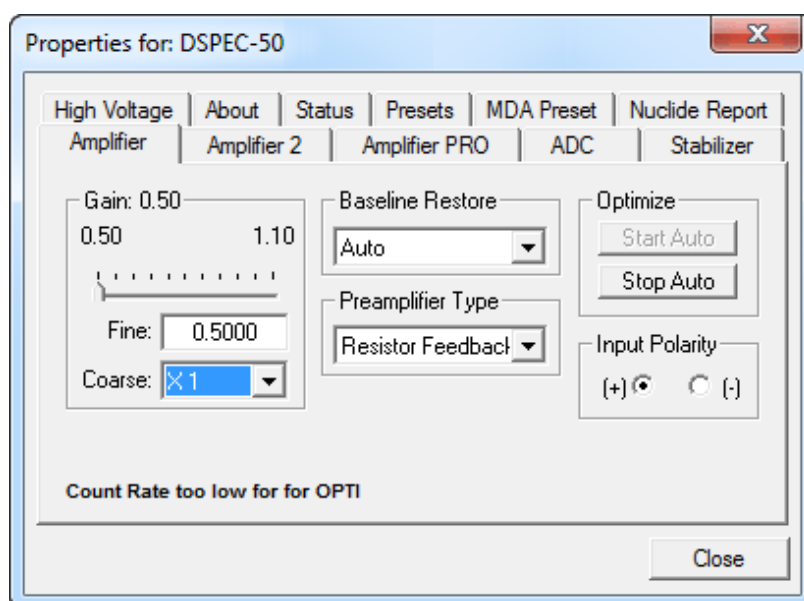 Properties for: DSPEC-50
High Voltage About Status Presets MDA Preset Nuclide Report
Amplifier Amplifier 2 Amplifier PRO ADC Stabilizer
Gain: 0.50
0.50 1.10
Fine: 0.5000
Coarse: X 1
Baseline Restore
Auto
Preamplifier Type
Resistor Feedback
Optimize
Start Auto
Stop Auto
Input Polarity
(+) (-)
Count Rate too low for for OPTI
Close